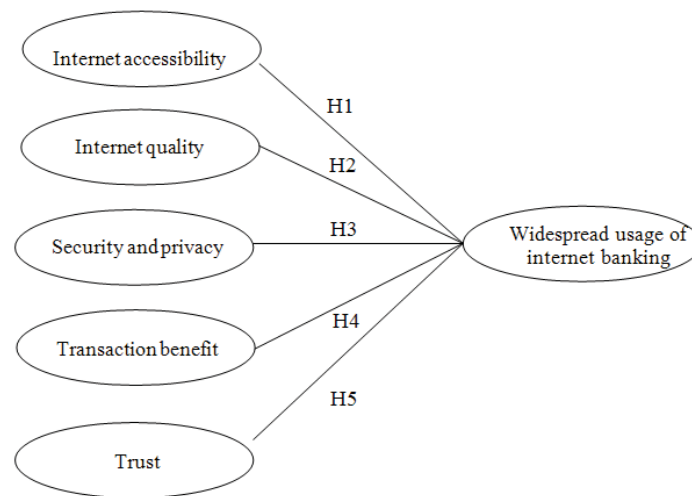 Internet accessibility
H1
Internet quality
H2
Security and privacy
H3
Widespread usage of
internet banking
Transaction benefit
H4
Trust
H5